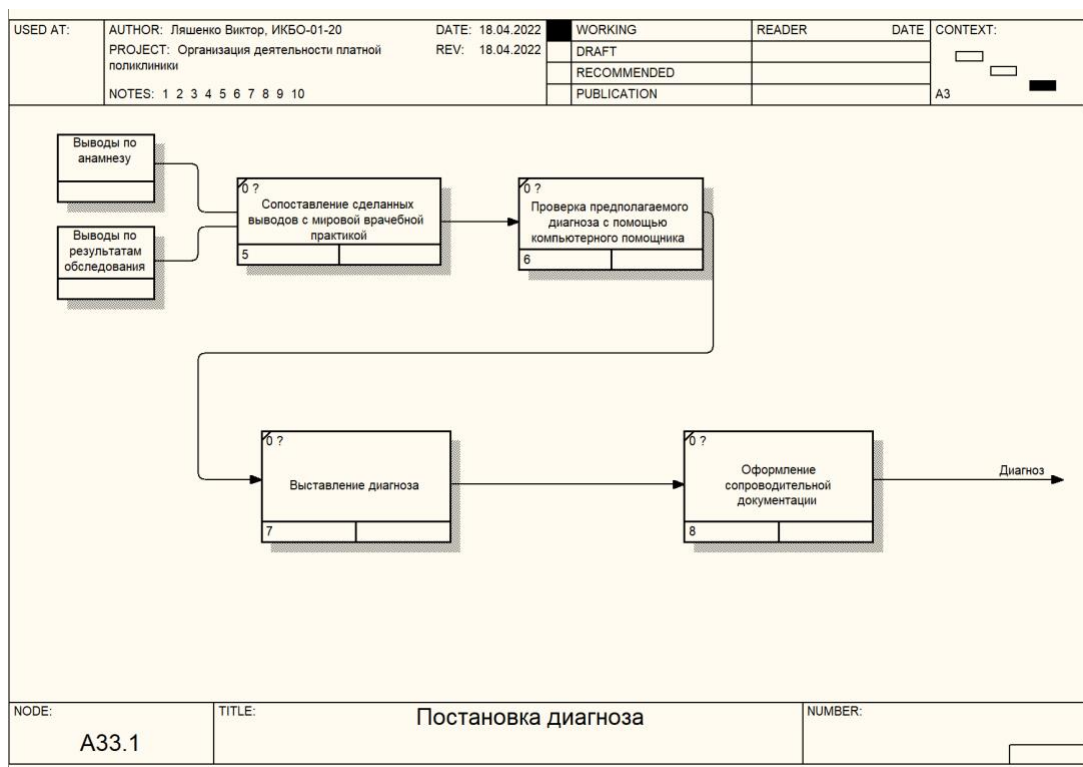 USED AT:
AUTHOR: Ляшенко Виктор, ИКБО-01-20
DATE: 18.04.2022
WORKING
READER
DATE
CONTEXT:
PROJECT: Организация деятельности платной
поликлиники
REV: 18.04.2022
DRAFT
RECOMMENDED
NOTES: 1 2 3 4 5 6 7 8 9 10
PUBLICATION
A3
Выводы по
анамнезу
Выводы по
результатам
обследования
0 ?
Сопоставление сделанных
выводов с мировой врачебной
практикой
5
0 ?
Проверка предполагаемого
диагноза с помощью
компьютерного помощника
6
0 ?
Выставление диагноза
7
0 ?
Оформление
сопроводительной
документации
8
Диагноз
NODE:
A33.1
TITLE:
Постановка диагноза
NUMBER: